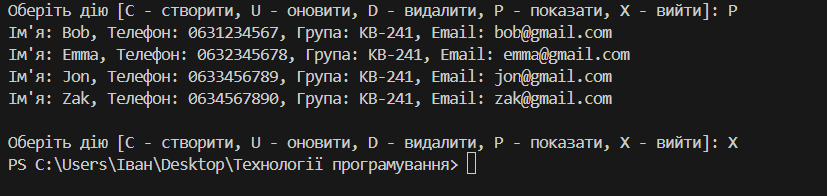 Оберіть дію [C - створити, U - оновити, D - видалити, P - показати, X - вийти]: P
Ім'я: Bob, Телефон: 0631234567, Група: КВ-241, Email: bob@gmail.com
Ім'я: Emma, Телефон: 0632345678, Група: КВ-241, Email: emma@gmail.com
Ім'я: Jon, Телефон: 0633456789, Група: КВ-241, Email: jon@gmail.com
Ім'я: Zak, Телефон: 0634567890, Група: КВ-241, Email: zak@gmail.com
Оберіть дію [C - створити, U - оновити, D - видалити, P - показати, X - вийти]: X
PS C:\Users\Іван\Desktop\Технології програмування>